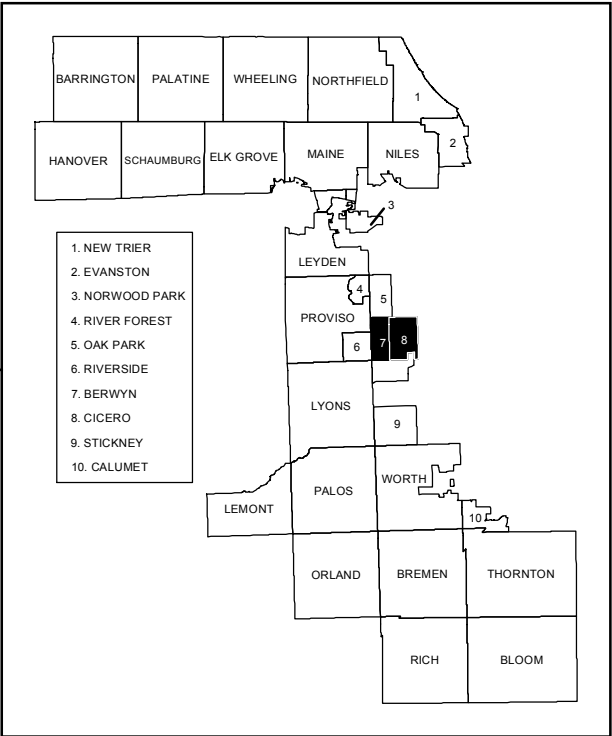 BARRINGTON PALATINE WHEELING NORTHFIELD
1
2
HANOVER SCHAUMBURG ELK GROVE MAINE NILES
3
1. NEW TRIER
2. EVANSTON
3. NORWOOD PARK
4. RIVER FOREST
5. OAK PARK
6. RIVERSIDE
7. BERWYN
8. CICERO
9. STICKNEY
10. CALUMET
LEYDEN
4
5
PROVISO
6
7
8
LYONS
9
WORTH
PALOS
LEMONT
10
ORLAND BREMEN THORNTON
RICH BLOOM